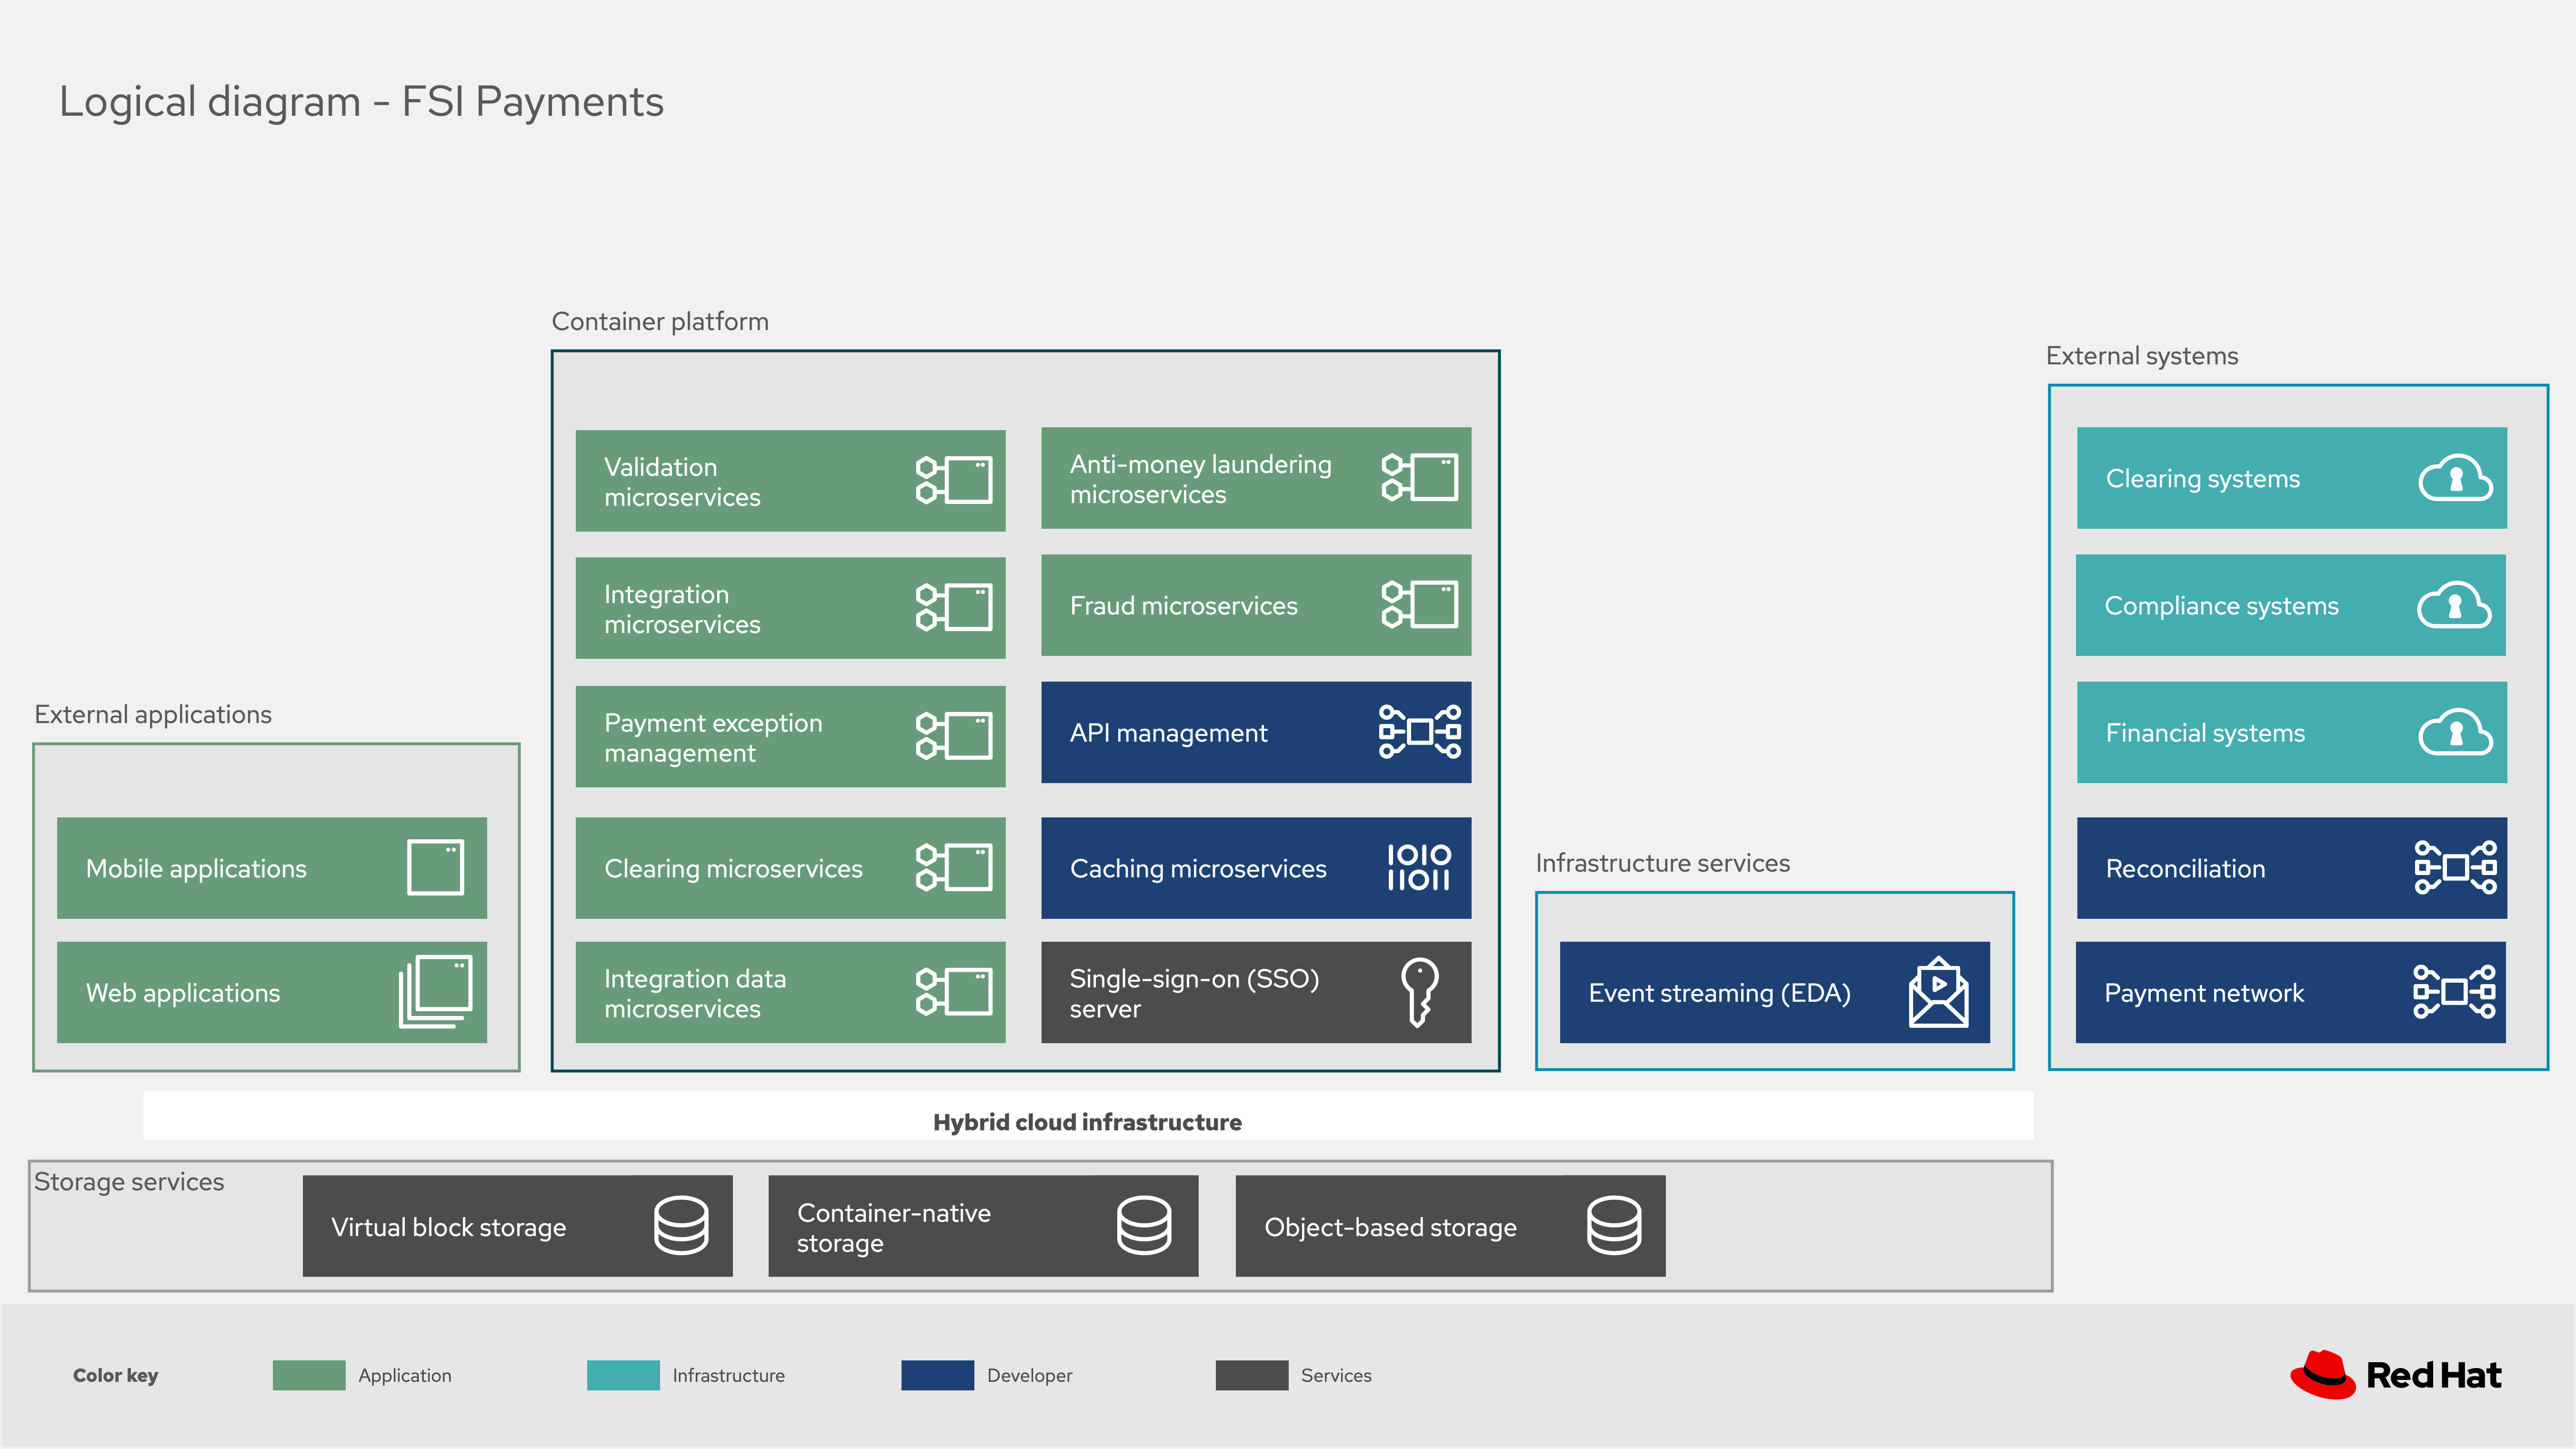 Logical diagram - FSI Payments
Container platform
External systems
Validation
microservices
Anti-money laundering
microservices
Clearing systems
Integration
microservices
Fraud microservices
Compliance systems
External applications
Payment exception
management
API management
Financial systems
Mobile applications
Clearing microservices
Caching microservices
Infrastructure services
Reconciliation
Web applications
Integration data
microservices
Single-sign-on (SSO)
server
Event streaming (EDA)
Payment network
Hybrid cloud infrastructure
Storage services
Virtual block storage
Container-native
storage
Object-based storage
Color key
Application
Infrastructure
Developer
Services
Red Hat